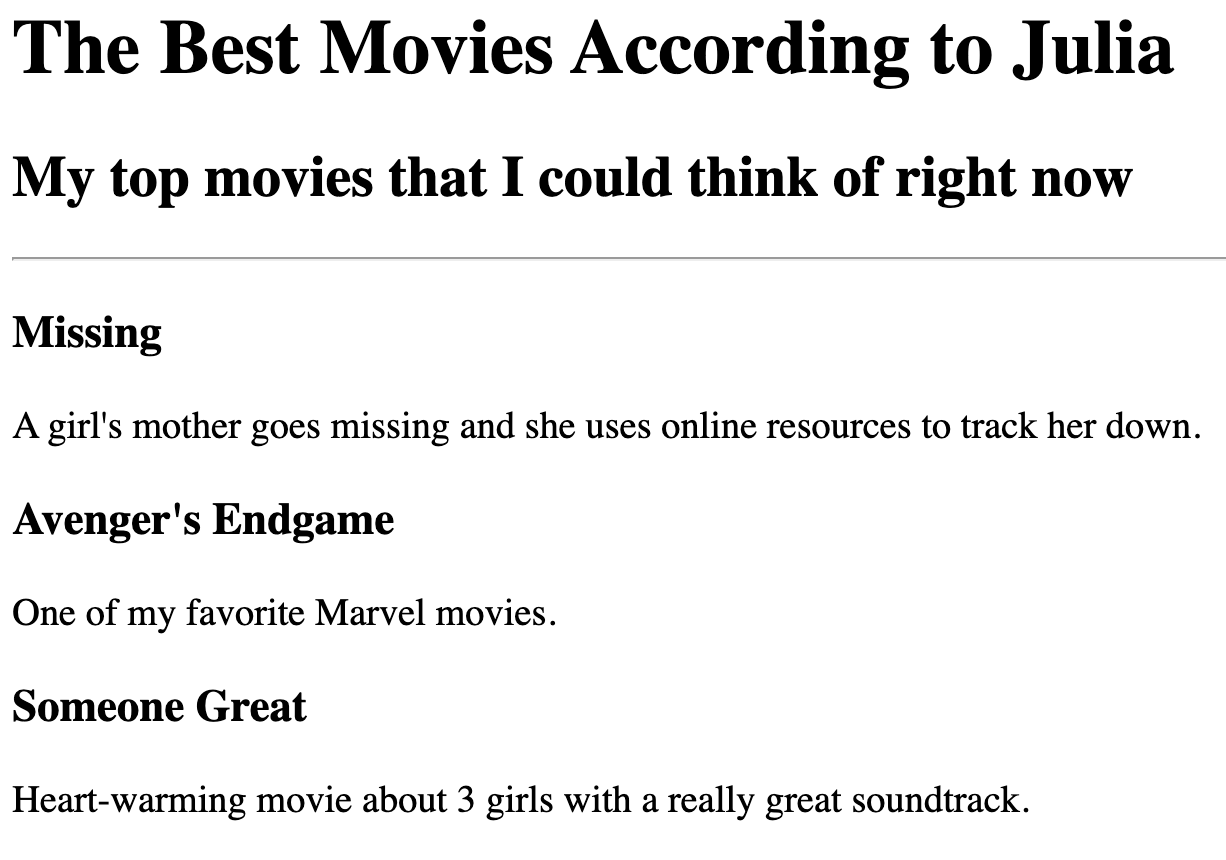 The Best Movies According to Julia
My top movies that I could think of right now
Missing
A girl's mother goes missing and she uses online resources to track her down.
Avenger's Endgame
One of my favorite Marvel movies.
Someone Great
Heart-warming movie about 3 girls with a really great soundtrack.